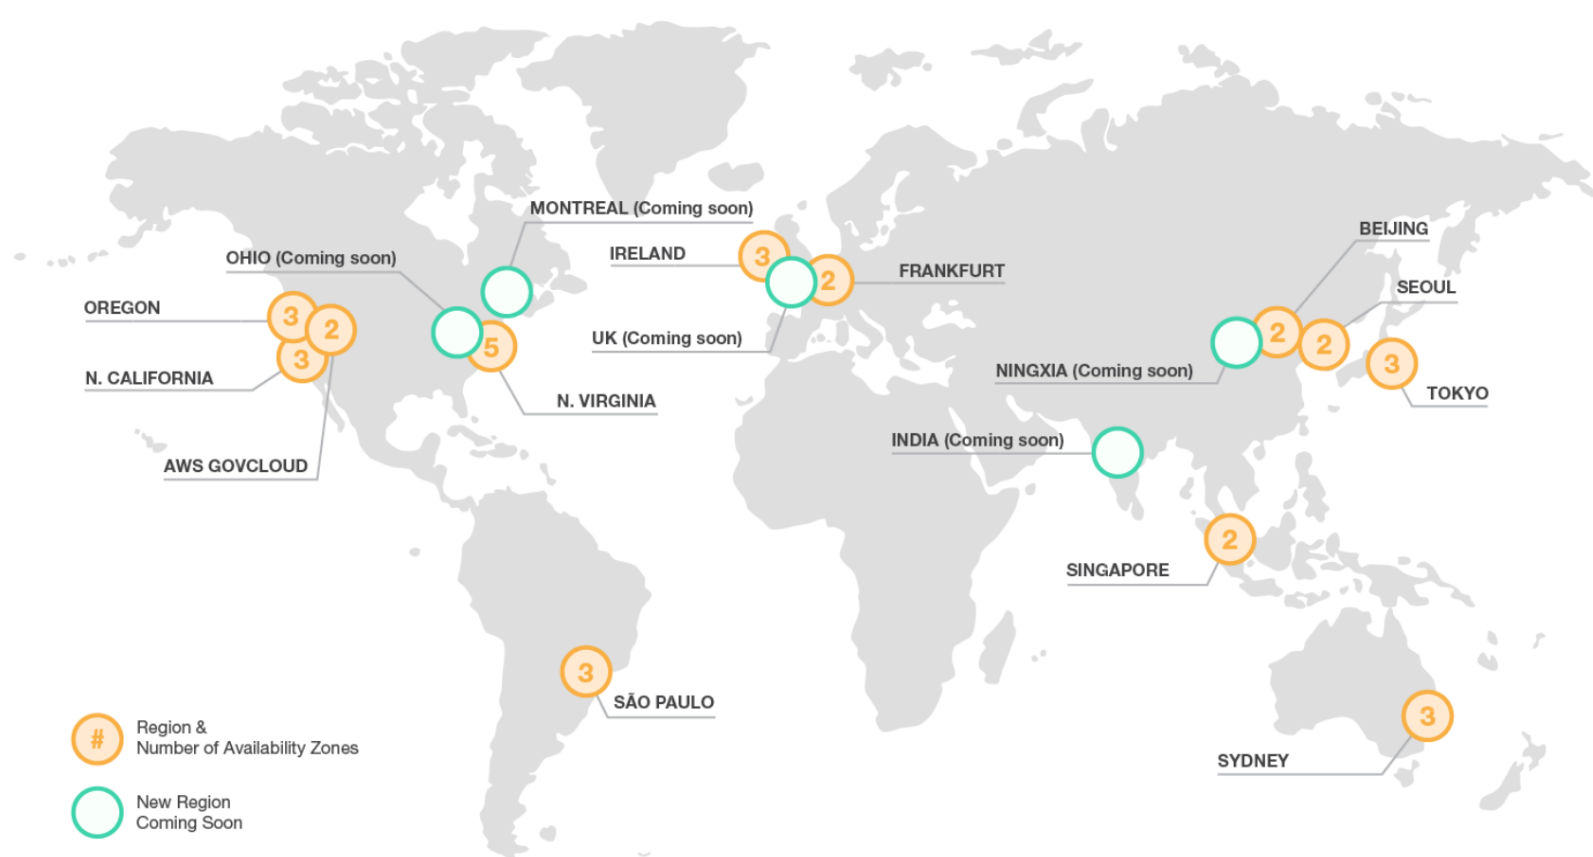 MONTREAL (Coming soon)
OHIO (Coming soon)
OREGON
3
2
3
N. CALIFORNIA
AWS GOVCLOUD
5
N. VIRGINIA
IRELAND
3
2
FRANKFURT
UK (Coming soon)
BEIJING
SEOUL
2
2
3
NINGXIA (Coming soon)
TOKYO
INDIA (Coming soon)
2
SINGAPORE
3
SÃO PAULO
3
SYDNEY
#
Region &
Number of Availability Zones
New Region
Coming Soon